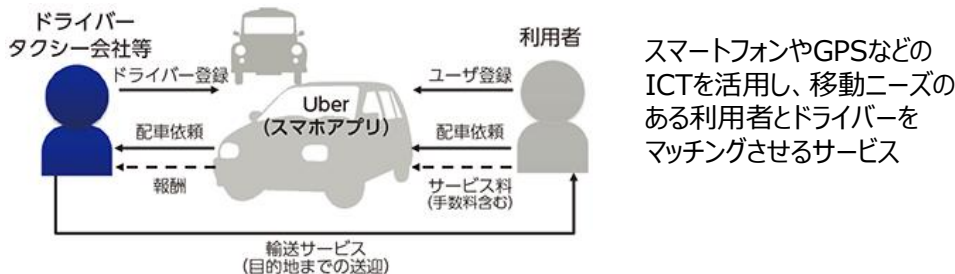 ドライバー
タクシー会社等
利用者
ドライバー登録
ユーザ登録
Uber
(スマホアプリ)
配車依頼
配車依頼
報酬
サービス料
(手数料含む)
輸送サービス
(目的地までの送迎)
スマートフォンやGPSなどの
ICTを活用し、移動ニーズの
ある利用者とドライバーを
マッチングさせるサービス